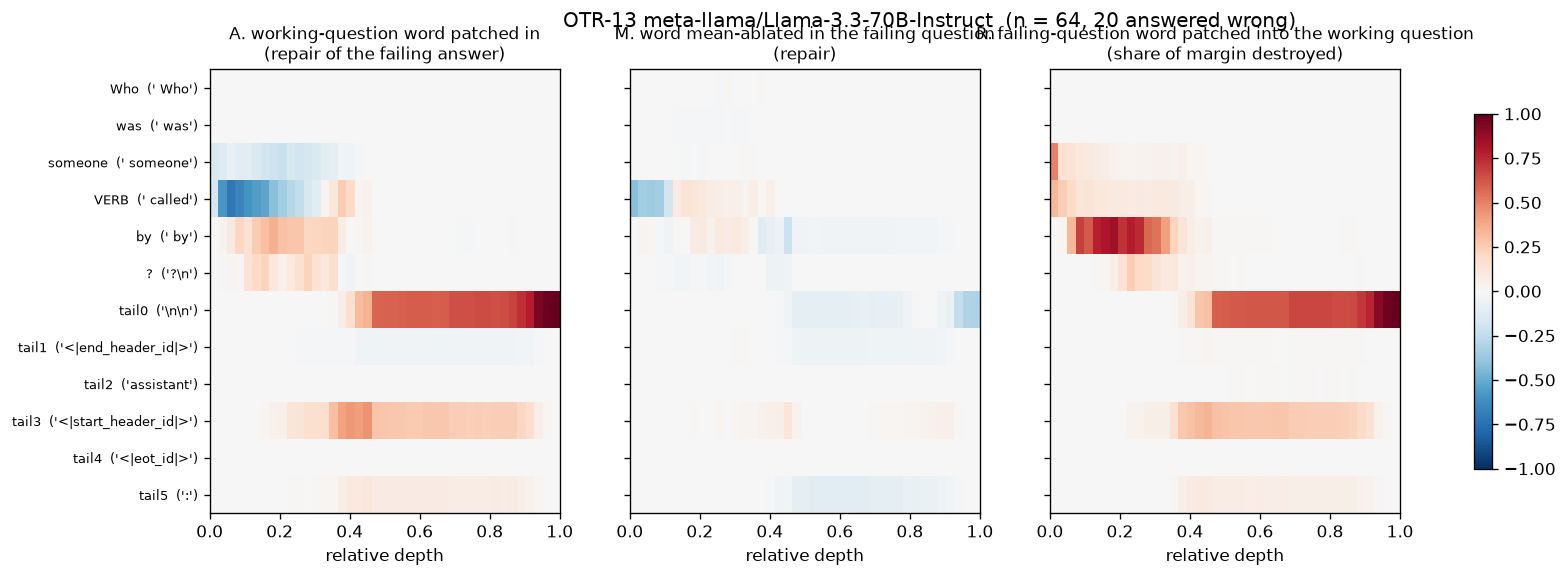 OTR-13 meta-llama/Llama-3.3-70B-Instruct (n = 64, 20 answered wrong)
A. working-question word patched in
(repair of the failing answer)
M. word mean-ablated in the failing question
(repair)
R. failing-question word patched into the working question
(share of margin destroyed)
Who (' Who')
was (' was')
someone (' someone')
VERB (' called')
by (' by')
? ('?\n')
tail0 ('\n\n')
tail1 ('<|end_header_id|>')
tail2 ('assistant')
tail3 ('<|start_header_id|>')
tail4 ('<|eot_id|>')
tail5 (':')
0.0 0.2 0.4 0.6 0.8 1.0
relative depth
0.0 0.2 0.4 0.6 0.8 1.0
relative depth
0.0 0.2 0.4 0.6 0.8 1.0
relative depth
1.00
0.75
0.50
0.25
0.00
−0.25
−0.50
−0.75
−1.00